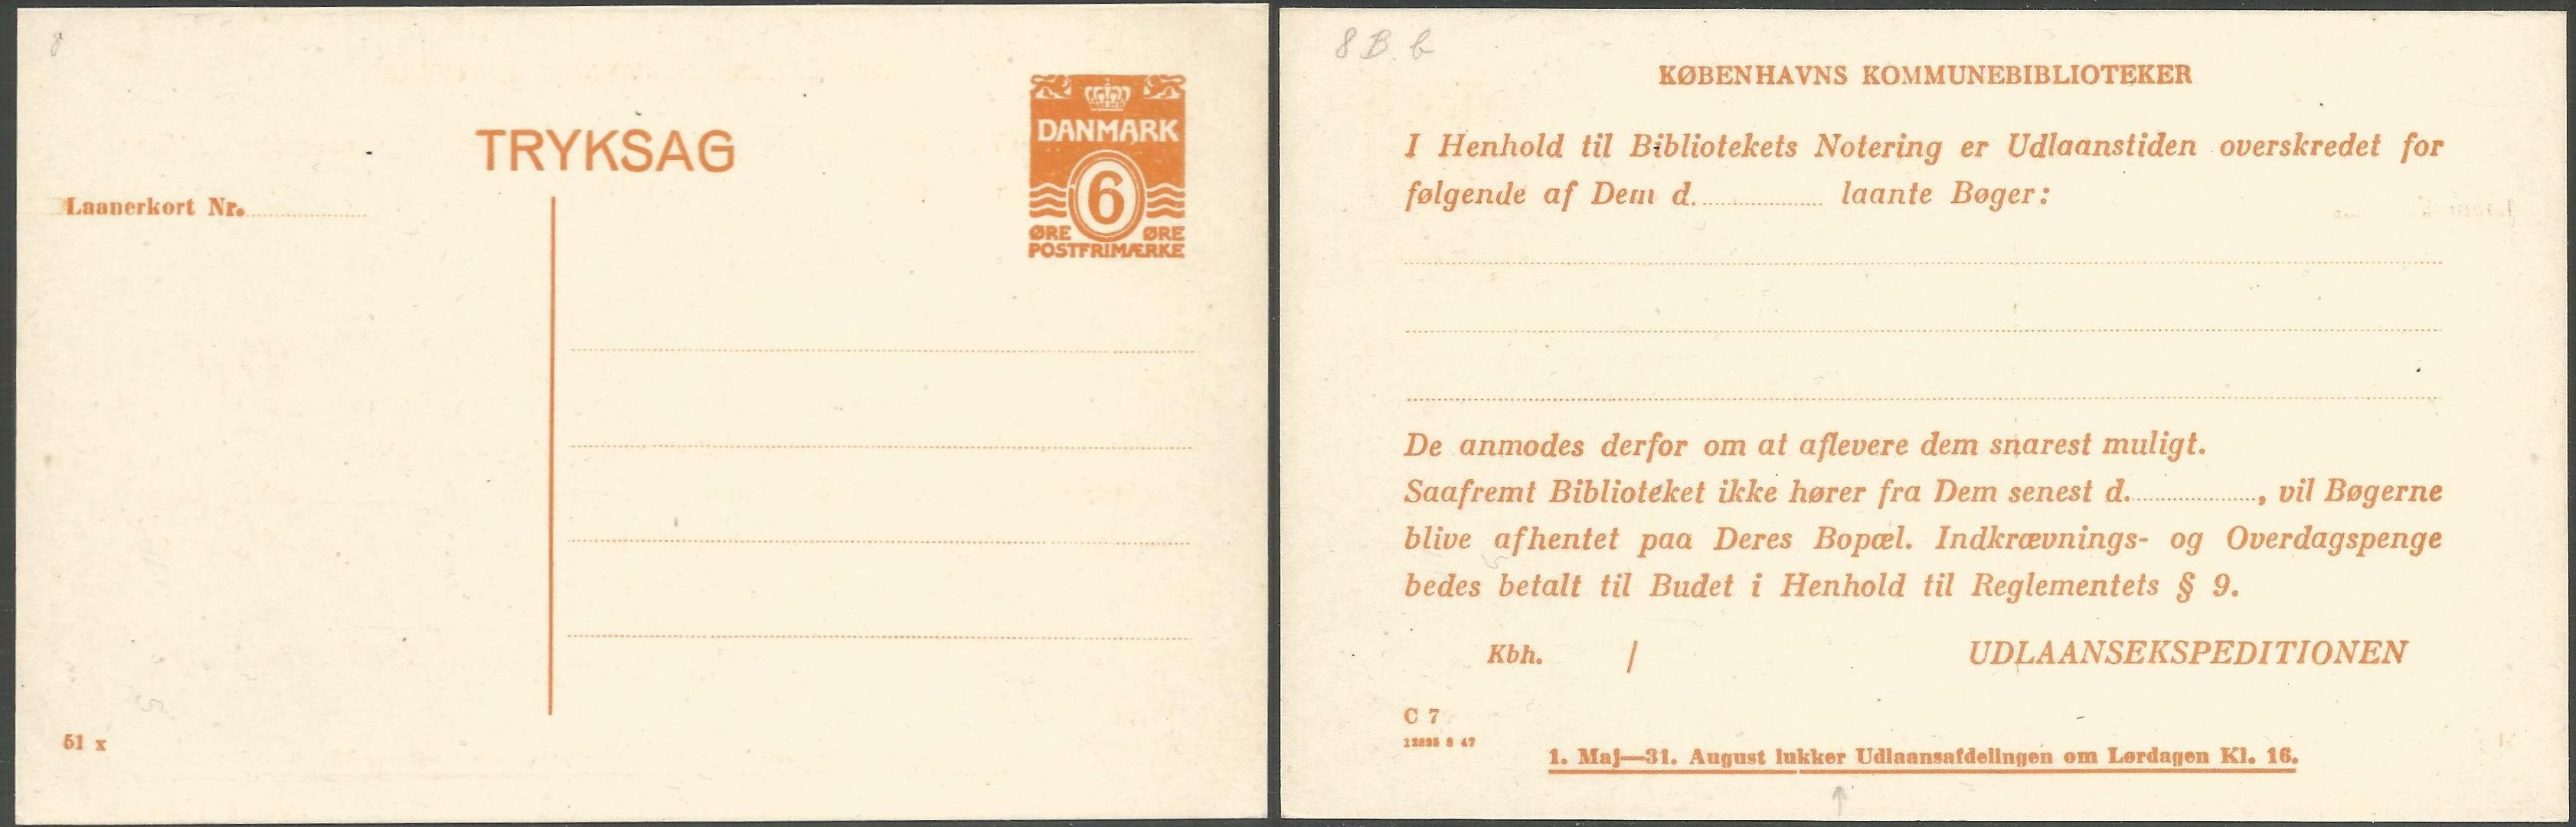 8
TRYKSAG
DANMARK
6
ØRE ØRE
POSTFRIMÆRKE
Laanerkort Nr.
51 x
8 B. b
KØBENHAVNS KOMMUNEBIBLIOTEKER
I Henhold til Bibliotekets Notering er Udlaanstiden overskredet for
følgende af Dem d. laante Bøger:
De anmodes derfor om at aflevere dem snarest muligt.
Saafremt Biblioteket ikke hører fra Dem senest d. , vil Bøgerne
blive afhentet paa Deres Bopæl. Indkrævnings- og Overdagspenge
bedes betalt til Budet i Henhold til Reglementets § 9.
Kbh. / UDLAANSEKSPEDITIONEN
C 7
8 47
1. Maj—31. August lukker Udlaansafdelingen om Lørdagen Kl. 16.